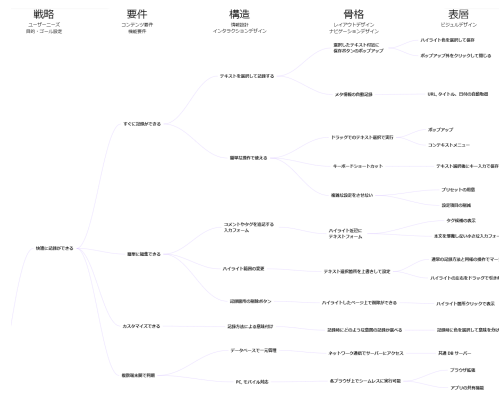 戦略
ユーザーニーズ
目的・ゴール設定
要件
コンテンツ要件
機能要件
構造
情報設計
インタラクションデザイン
骨格
レイアウトデザイン
ナビゲーションデザイン
表層
ビジュアルデザイン
快適に記録ができる
すぐに記録ができる
テキストを選択して記録する
選択したテキスト付近に
保存ボタンのポップアップ
ハイライト色を選択して保存
ポップアップ外をクリックして閉じる
メタ情報の自動記録
URL, タイトル、日付の自動取得
簡単な操作で使える
ドラッグでのテキスト選択で実行
ポップアップ
コンテキストメニュー
キーボードショートカット
テキスト選択後にキー入力で保存
複雑な設定をさせない
プリセットの用意
設定項目の削減
簡単に編集できる
コメントやタグを追記する
入力フォーム
ハイライト付近に
テキストフォーム
タグ候補の表示
本文を邪魔しない小さな入力フォー
ハイライト範囲の変更
テキスト選択箇所を上書きして設定
通常の記録方法と同様の操作でマー
ハイライトの左右をドラッグで引き
記録箇所の削除ボタン
ハイライトしたページ上で削除ができる
ハイライト箇所クリックで表示
カスタマイズできる
記録方法による意味付け
記録時にどのような意図の記録か選べる
記録時に色を選択して意味を分け
複数端末間で利用
データベースで一元管理
ネットワーク通信でサーバーにアクセス
共通 DB サーバー
PC, モバイル対応
各ブラウザ上でシームレスに実行可能
ブラウザ拡張
アプリの共有機能